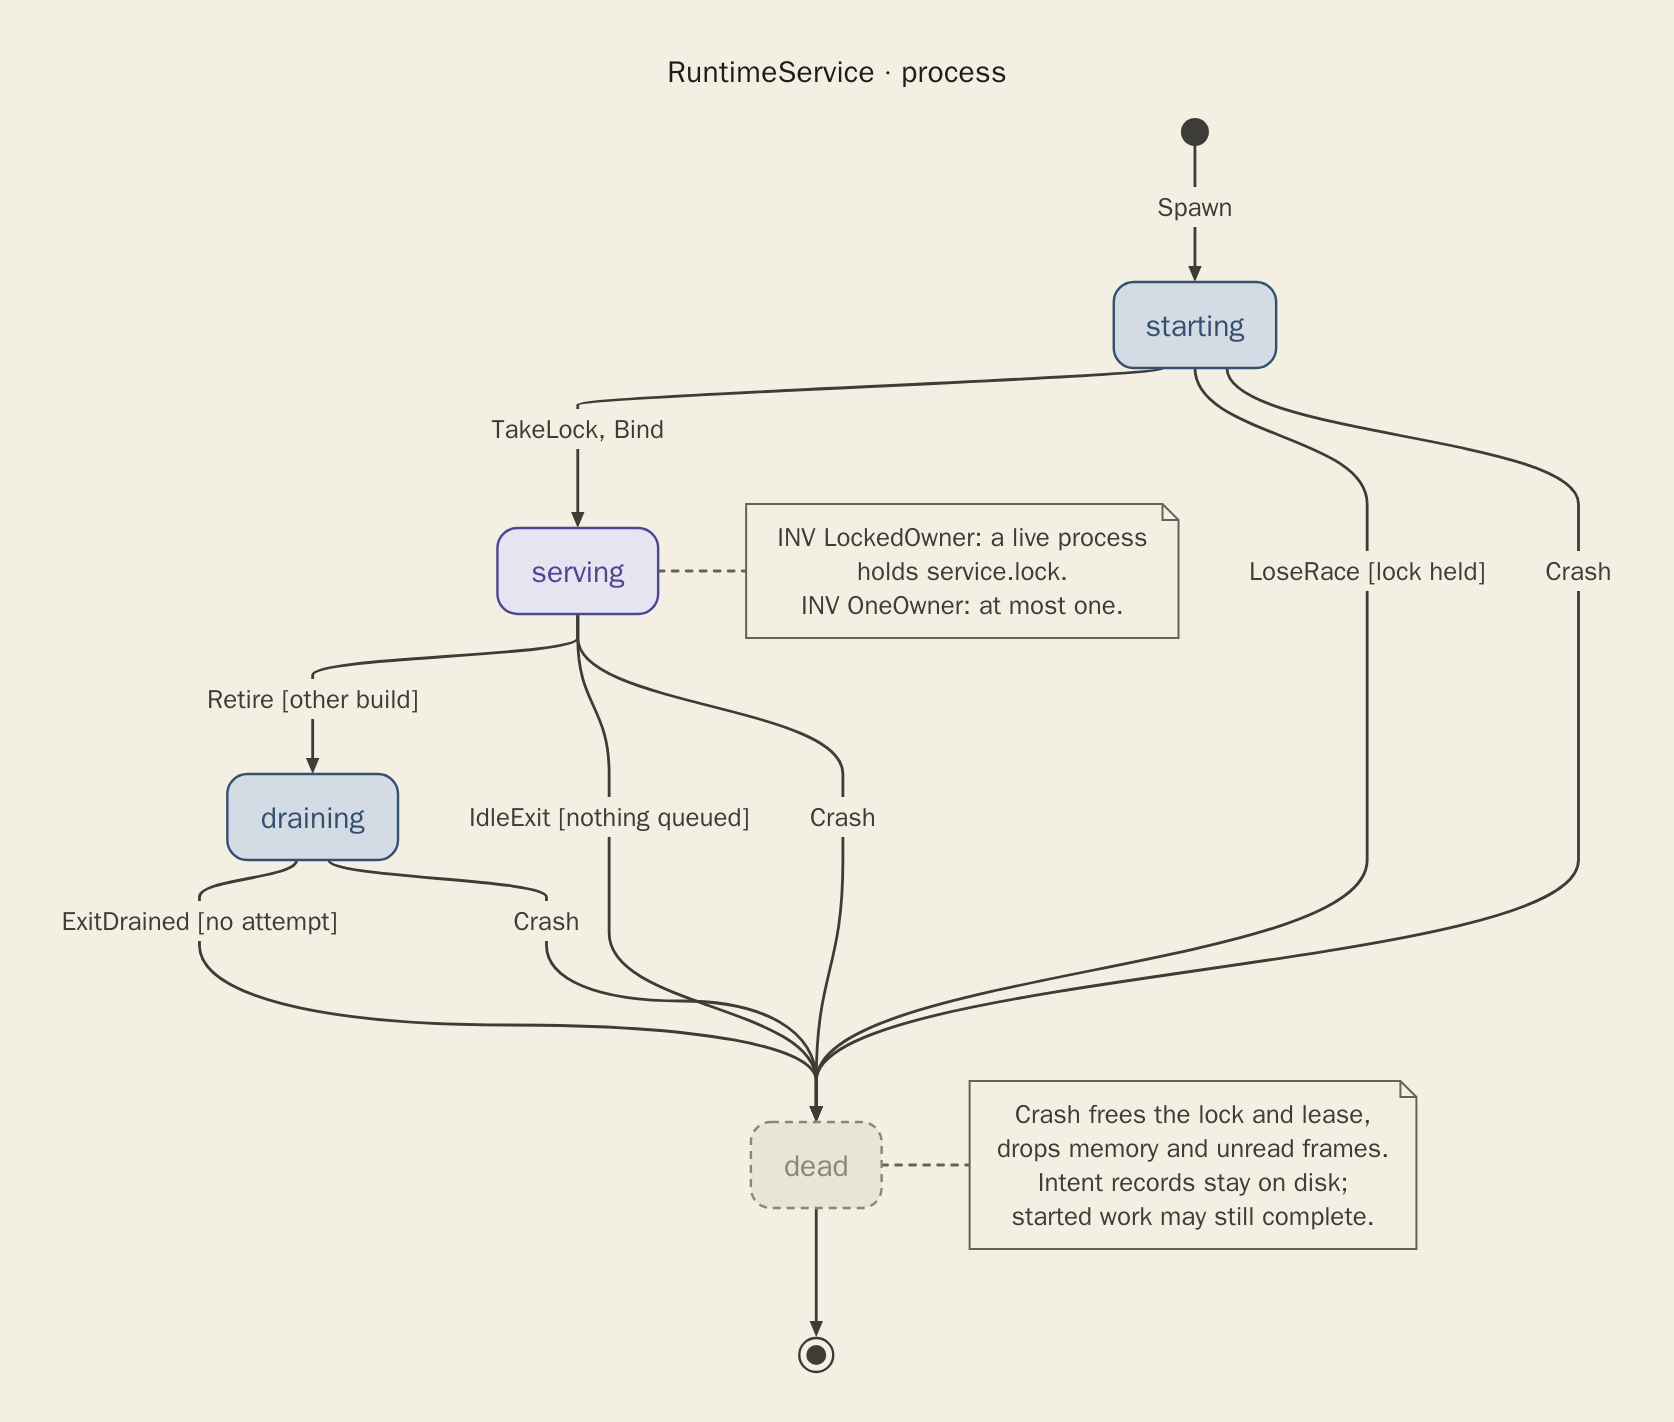 RuntimeService · process
Spawn
starting
TakeLock, Bind
serving
INV LockedOwner: a live process
holds service.lock.
INV OneOwner: at most one.
LoseRace [lock held]
Crash
Retire [other build]
draining
IdleExit [nothing queued]
Crash
ExitDrained [no attempt]
Crash
dead
Crash frees the lock and lease,
drops memory and unread frames.
Intent records stay on disk;
started work may still complete.